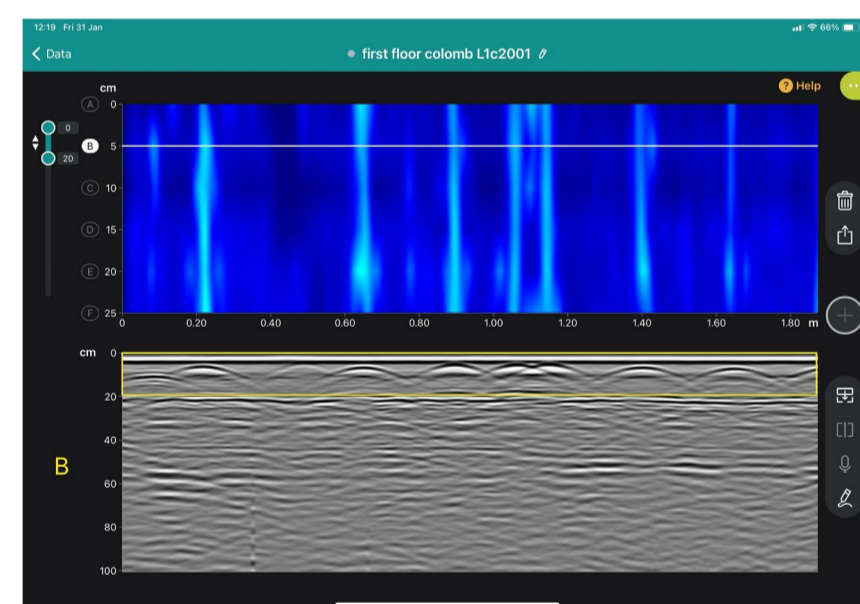 12:19 Fri 31 Jan
66%
Data
first floor colomb L1c2001
Help
cm
A 0
0
B 5
20
C 10
D 15
E 20
F 25
0 0.20 0.40 0.60 0.80 1.00 1.20 1.40 1.60 1.80 m
cm 0
20
40
B
60
80
100